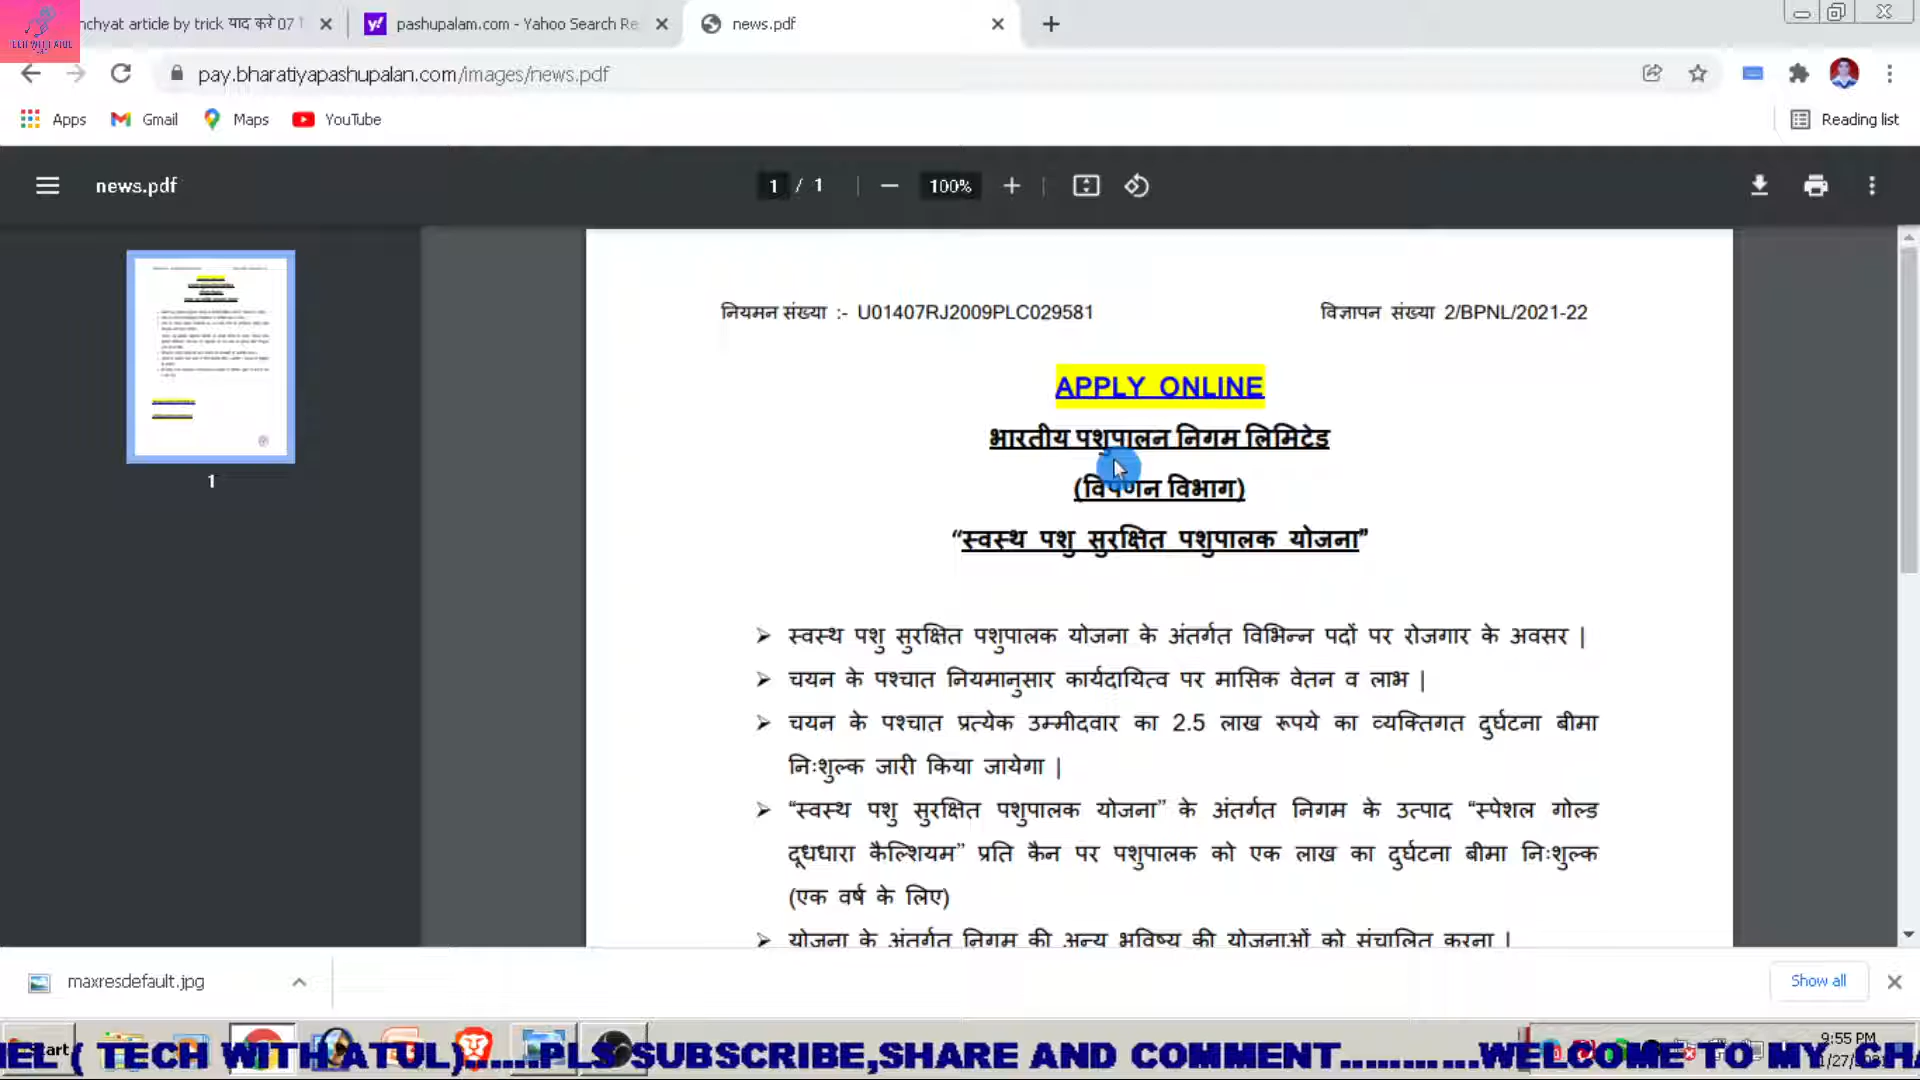 nchyat article by trick याद करे 07
pashupalam.com - Yahoo Search Re
news.pdf
pay.bharatiyapashupalan.com/images/news.pdf
Apps Gmail Maps YouTube Reading list
news.pdf 1 / 1 100%
नियमन संख्या :- U01407RJ2009PLC029581 विज्ञापन संख्या 2/BPNL/2021-22
APPLY ONLINE
भारतीय पशुपालन निगम लिमिटेड
(विपणन विभाग)
“स्वस्थ पशु सुरक्षित पशुपालक योजना”
1
➢ स्वस्थ पशु सुरक्षित पशुपालक योजना के अंतर्गत विभिन्न पदों पर रोजगार के अवसर |
➢ चयन के पश्चात नियमानुसार कार्यदायित्व पर मासिक वेतन व लाभ |
➢ चयन के पश्चात प्रत्येक उम्मीदवार का 2.5 लाख रूपये का व्यक्तिगत दुर्घटना बीमा
निःशुल्क जारी किया जायेगा |
➢ “स्वस्थ पशु सुरक्षित पशुपालक योजना” के अंतर्गत निगम के उत्पाद “स्पेशल गोल्ड
दूधधारा कैल्शियम” प्रति कैन पर पशुपालक को एक लाख का दुर्घटना बीमा निःशुल्क
(एक वर्ष के लिए)
➢ योजना के अंतर्गत निगम की अन्य भविष्य की योजनाओं को संचालित करना |
maxresdefault.jpg Show all
9:55 PM
NEL ( TECH WITH ATUL)......PLS SUBSCRIBE,SHARE AND COMMENT...........WELCOME TO MY CHA